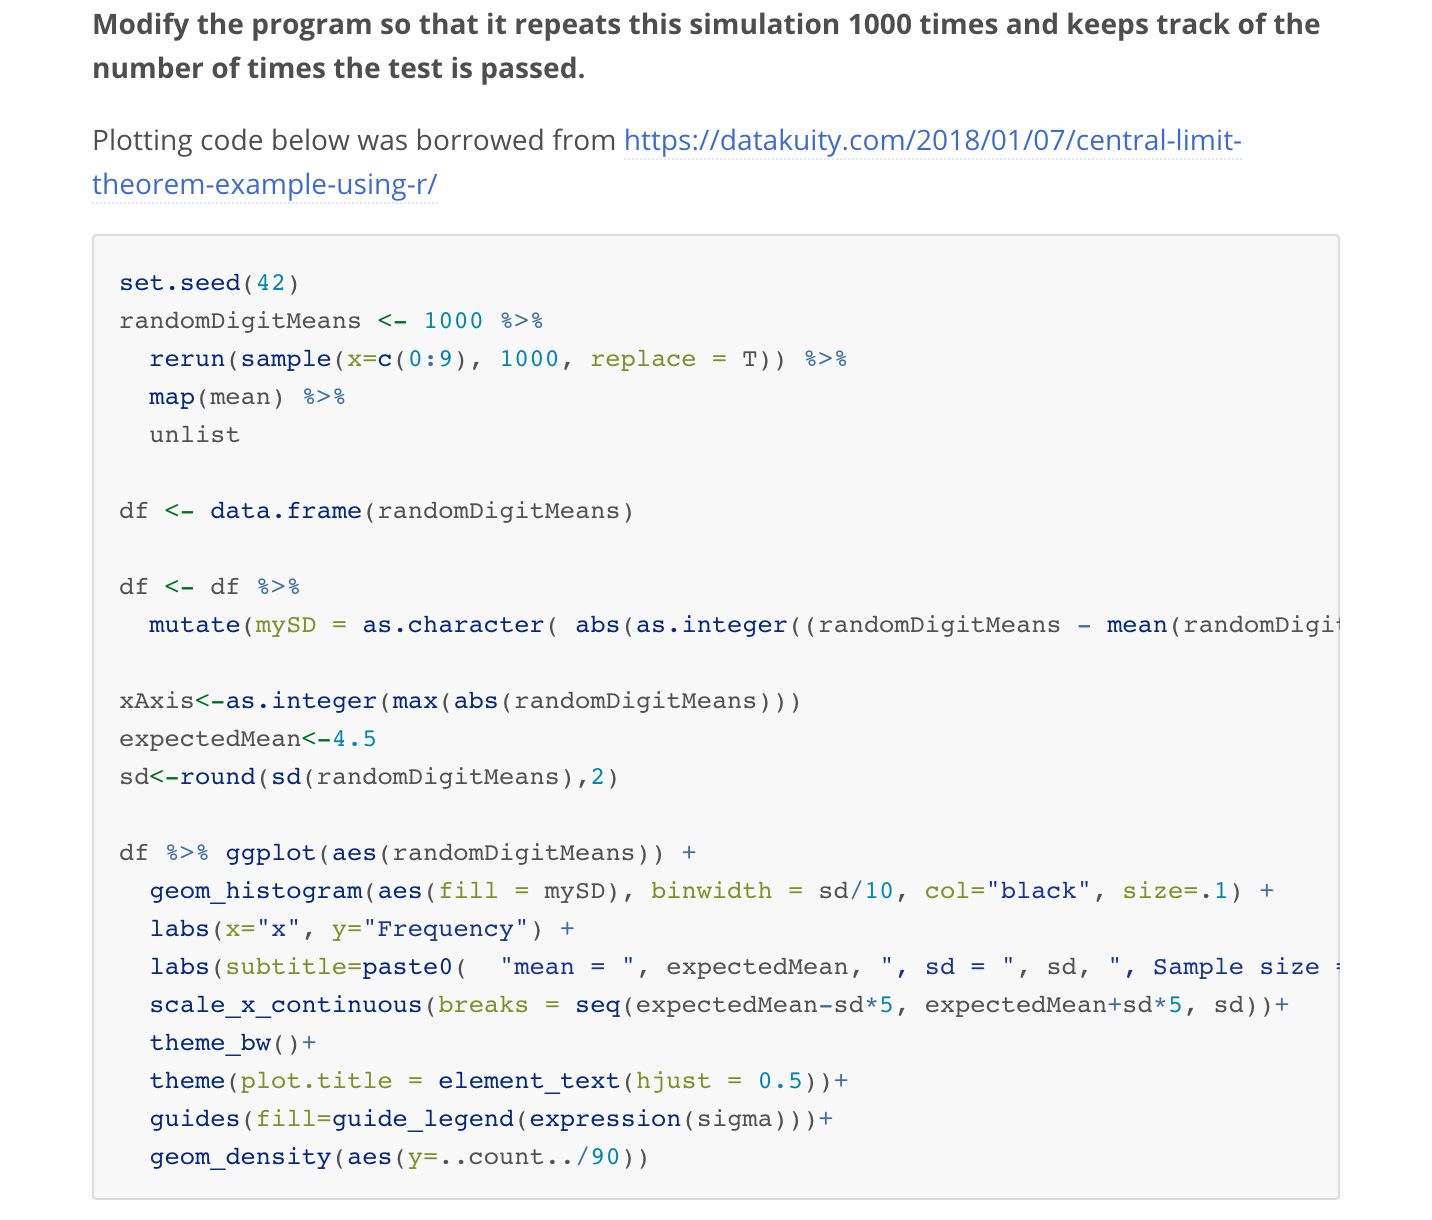 Modify the program so that it repeats this simulation 1000 times and keeps track of the
number of times the test is passed.
Plotting code below was borrowed from https://datakuity.com/2018/01/07/central-limit-
theorem-example-using-r/
set.seed(42)
randomDigitMeans <- 1000 %>%
  rerun(sample(x=c(0:9), 1000, replace = T)) %>%
  map(mean) %>%
  unlist
df <- data.frame(randomDigitMeans)
df <- df %>%
  mutate(mySD = as.character( abs(as.integer((randomDigitMeans - mean(randomDigit
xAxis<-as.integer(max(abs(randomDigitMeans)))
expectedMean<-4.5
sd<-round(sd(randomDigitMeans),2)
df %>% ggplot(aes(randomDigitMeans)) +
  geom_histogram(aes(fill = mySD), binwidth = sd/10, col="black", size=.1) +
  labs(x="x", y="Frequency") +
  labs(subtitle=paste0(  "mean = ", expectedMean, ", sd = ", sd, ", Sample size =
  scale_x_continuous(breaks = seq(expectedMean-sd*5, expectedMean+sd*5, sd))+
  theme_bw()+
  theme(plot.title = element_text(hjust = 0.5))+
  guides(fill=guide_legend(expression(sigma)))+
  geom_density(aes(y=..count../90))